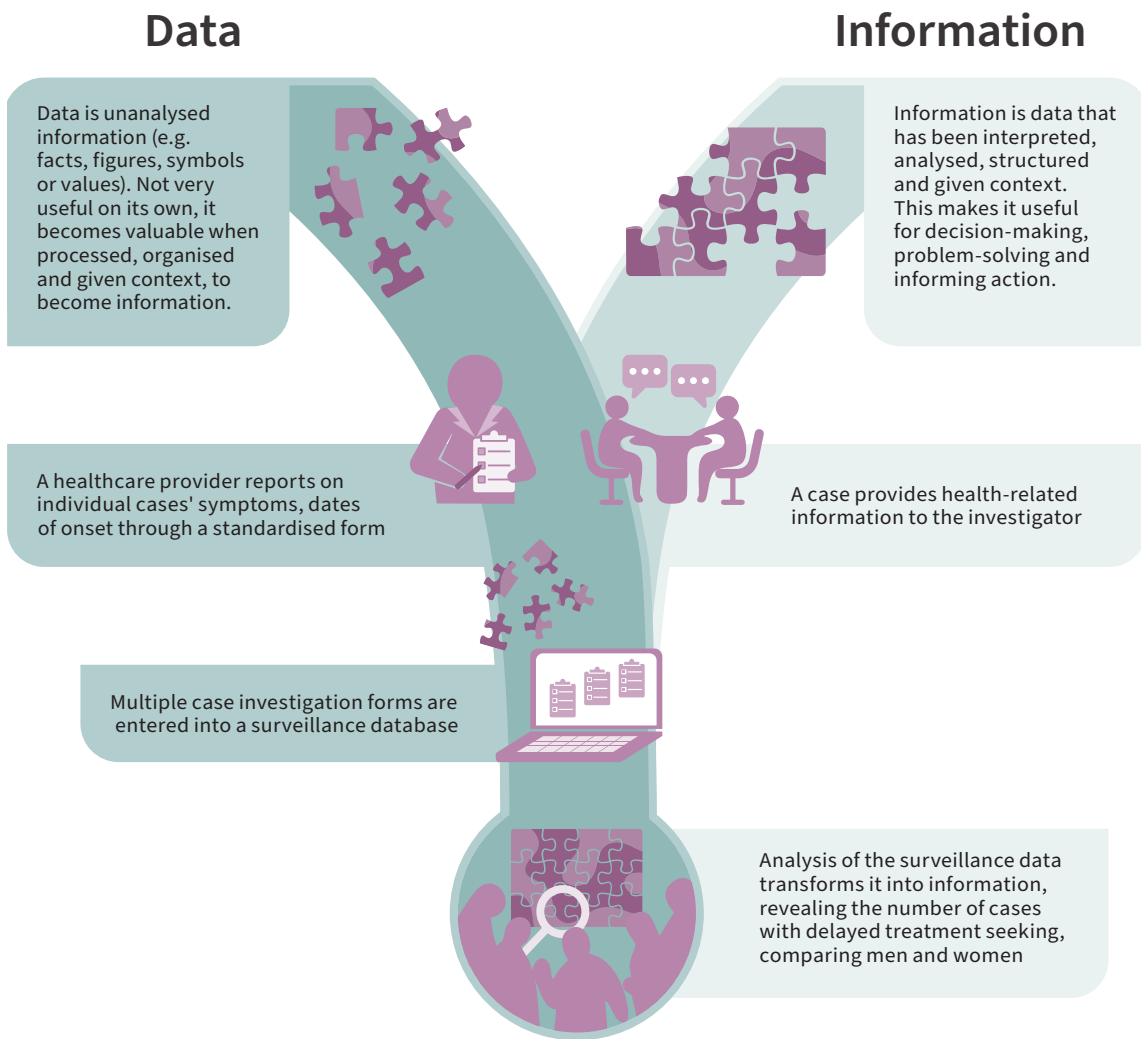 Data
Information
Data is unanalysed
information (e.g.
facts, figures, symbols
or values). Not very
useful on its own, it
becomes valuable when
processed, organised
and given context, to
become information.
Information is data that
has been interpreted,
analysed, structured
and given context.
This makes it useful
for decision-making,
problem-solving and
informing action.
A healthcare provider reports on
individual cases' symptoms, dates
of onset through a standardised form
A case provides health-related
information to the investigator
Multiple case investigation forms are
entered into a surveillance database
Analysis of the surveillance data
transforms it into information,
revealing the number of cases
with delayed treatment seeking,
comparing men and women